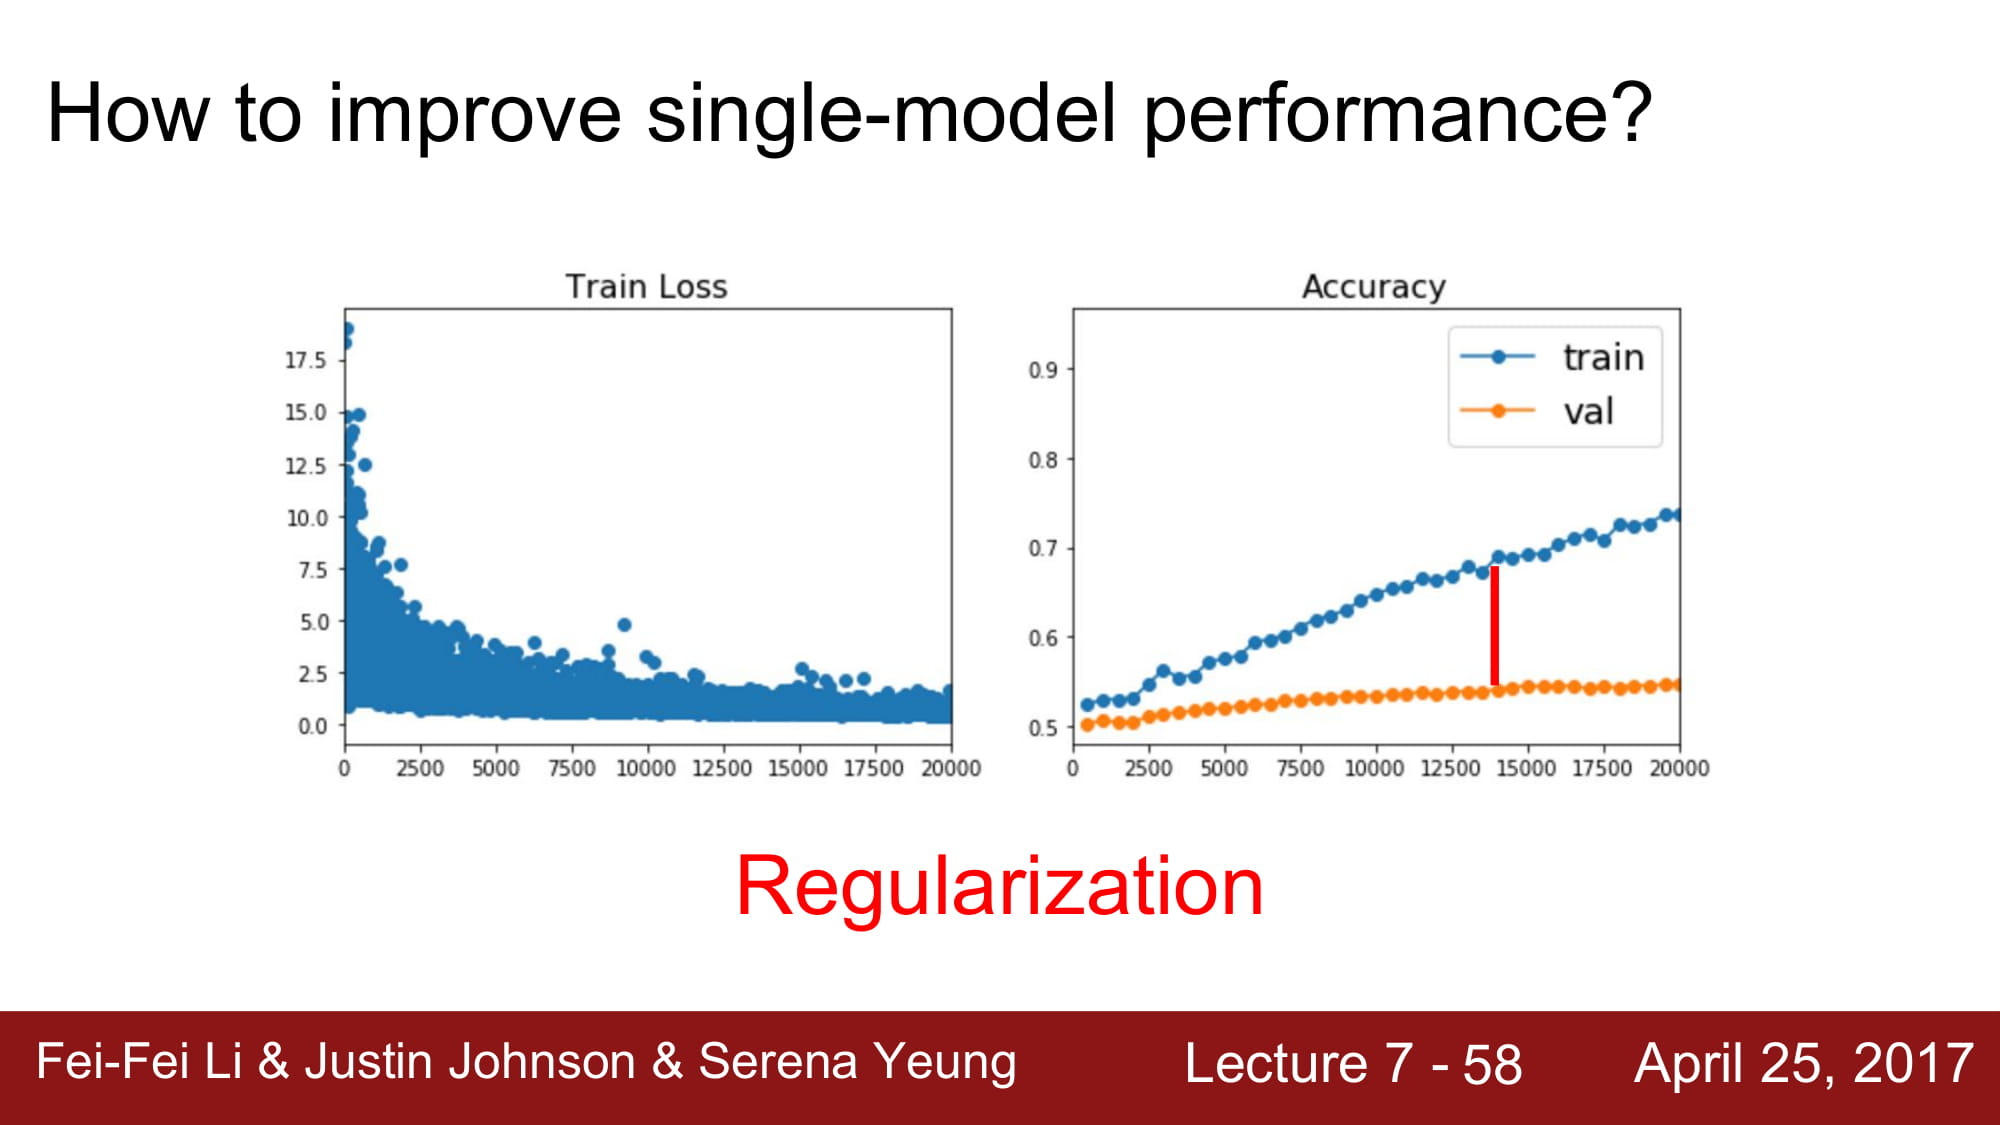 How to improve single-model performance?
Train Loss
17.5
15.0
12.5
10.0
7.5
5.0
2.5
0.0
0 2500 5000 7500 10000 12500 15000 17500 20000
Accuracy
train
val
0.9
0.8
0.7
0.6
0.5
0 2500 5000 7500 10000 12500 15000 17500 20000
Regularization
Fei-Fei Li & Justin Johnson & Serena Yeung Lecture 7 - 58 April 25, 2017